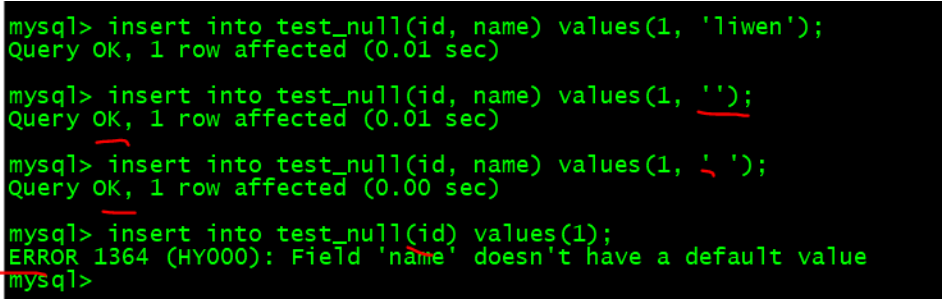 mysql> insert into test_null(id, name) values(1, 'liwen');
Query OK, 1 row affected (0.01 sec)
mysql> insert into test_null(id, name) values(1, '');
Query OK, 1 row affected (0.01 sec)
mysql> insert into test_null(id, name) values(1, ' ');
Query OK, 1 row affected (0.00 sec)
mysql> insert into test_null(id) values(1);
ERROR 1364 (HY000): Field 'name' doesn't have a default value
mysql>